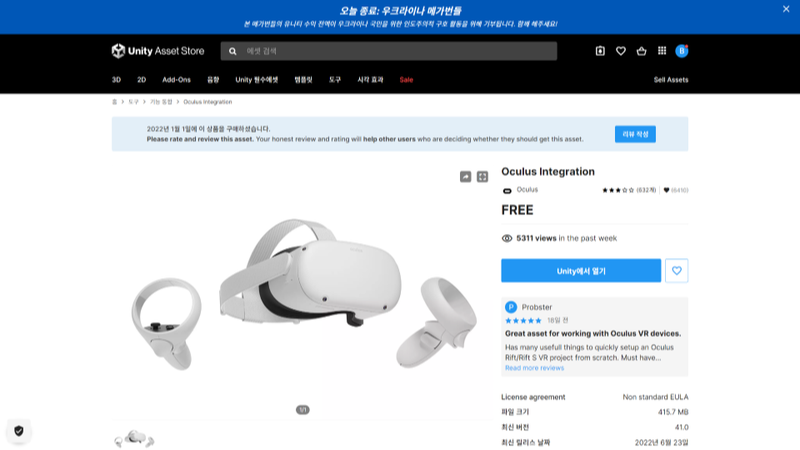 오늘 종료: 우크라이나 메가번들
본 메가번들의 유니티 수익 전액이 우크라이나 국민을 위한 인도주의적 구호 활동을 위해 기부됩니다. 함께 해주세요!
Unity Asset Store
에셋 검색
B
3D 2D Add-Ons 음향 Unity 필수에셋 템플릿 도구 시각 효과 Sale Sell Assets
홈 > 도구 > 기능 통합 > Oculus Integration
2022년 1월 1일에 이 상품을 구매하셨습니다.
Please rate and review this asset. Your honest review and rating will help other users who are deciding whether they should get this asset.
리뷰 작성
Oculus Integration
Oculus
(632개) (6410)
FREE
5311 views in the past week
Unity에서 열기
P Probster
18일 전
Great asset for working with Oculus VR devices.
Has many usefull things to quickly setup an Oculus
Rift/Rift S VR project from scratch. Must have...
Read more reviews
1/1
License agreement Non standard EULA
파일 크기 415.7 MB
최신 버전 41.0
최신 릴리스 날짜 2022년 6월 23일